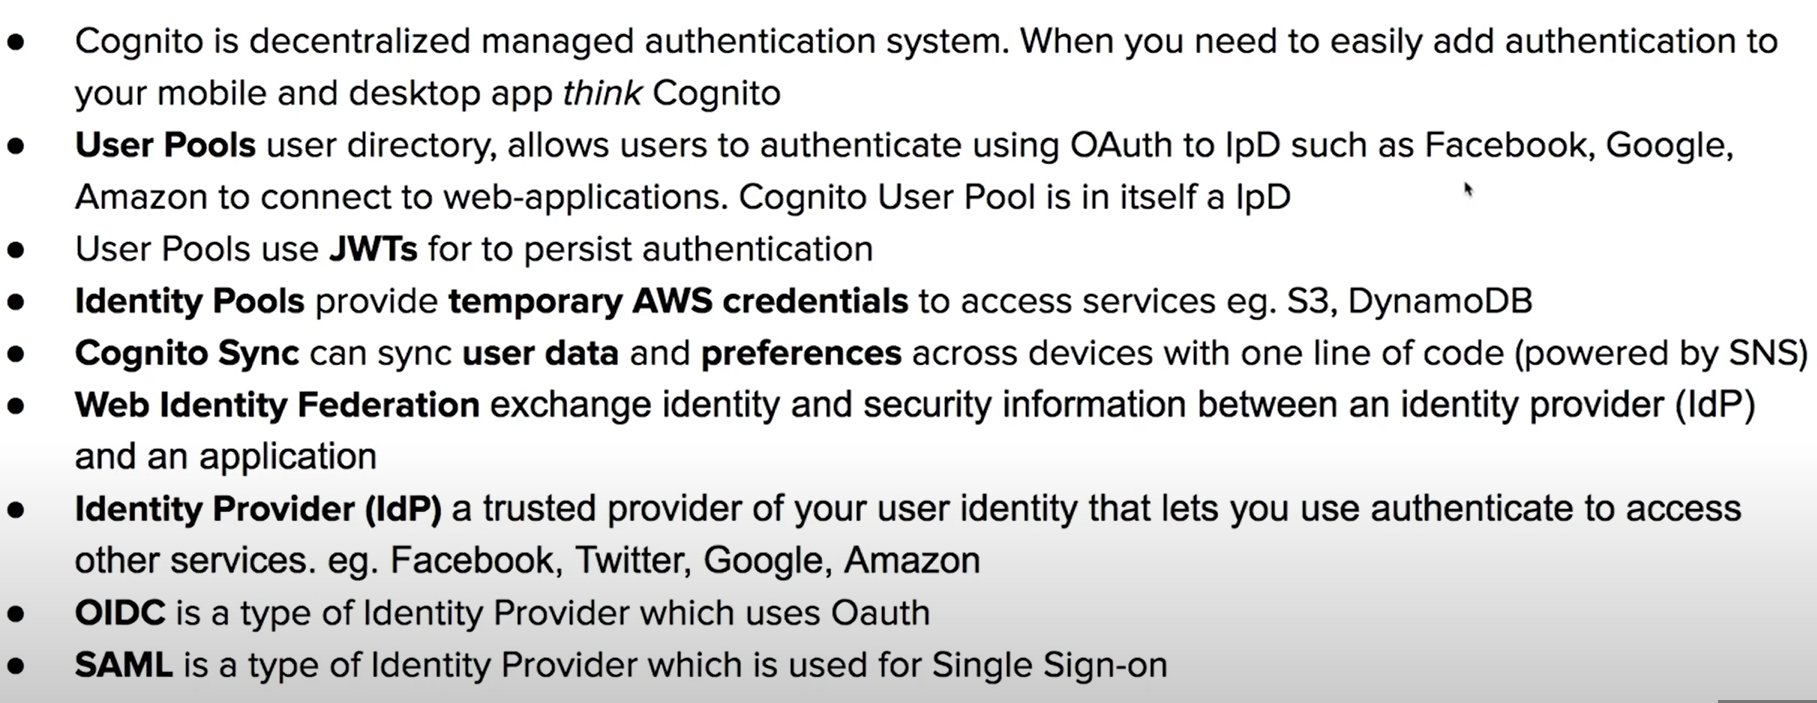 ● Cognito is decentralized managed authentication system. When you need to easily add authentication to
your mobile and desktop app think Cognito
● User Pools user directory, allows users to authenticate using OAuth to IpD such as Facebook, Google,
Amazon to connect to web-applications. Cognito User Pool is in itself a IpD
● User Pools use JWTs for to persist authentication
● Identity Pools provide temporary AWS credentials to access services eg. S3, DynamoDB
● Cognito Sync can sync user data and preferences across devices with one line of code (powered by SNS)
● Web Identity Federation exchange identity and security information between an identity provider (IdP)
and an application
● Identity Provider (IdP) a trusted provider of your user identity that lets you use authenticate to access
other services. eg. Facebook, Twitter, Google, Amazon
● OIDC is a type of Identity Provider which uses Oauth
● SAML is a type of Identity Provider which is used for Single Sign-on